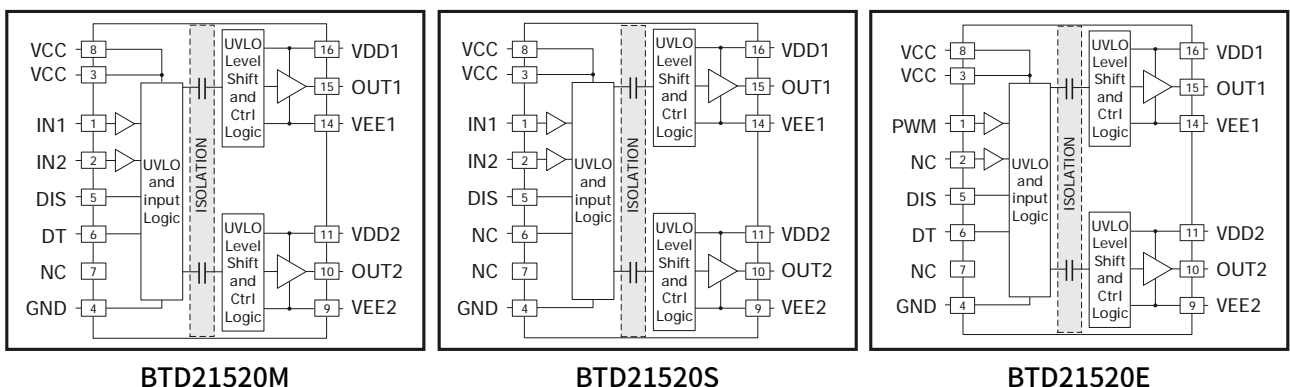 VCC
8
VCC
3
IN1
1
IN2
2
DIS
5
DT
6
NC
7
GND
4
UVLO
and
input
Logic
ISOLATION
UVLO
Level
Shift
and
Ctrl
Logic
UVLO
Level
Shift
and
Ctrl
Logic
16
VDD1
15
OUT1
14
VEE1
11
VDD2
10
OUT2
9
VEE2
BTD21520M
VCC
8
VCC
3
IN1
1
IN2
2
DIS
5
NC
6
NC
7
GND
4
UVLO
and
input
Logic
ISOLATION
UVLO
Level
Shift
and
Ctrl
Logic
UVLO
Level
Shift
and
Ctrl
Logic
16
VDD1
15
OUT1
14
VEE1
11
VDD2
10
OUT2
9
VEE2
BTD21520S
VCC
8
VCC
3
PWM
1
NC
2
DIS
5
DT
6
NC
7
GND
4
UVLO
and
input
Logic
ISOLATION
UVLO
Level
Shift
and
Ctrl
Logic
UVLO
Level
Shift
and
Ctrl
Logic
16
VDD1
15
OUT1
14
VEE1
11
VDD2
10
OUT2
9
VEE2
BTD21520E